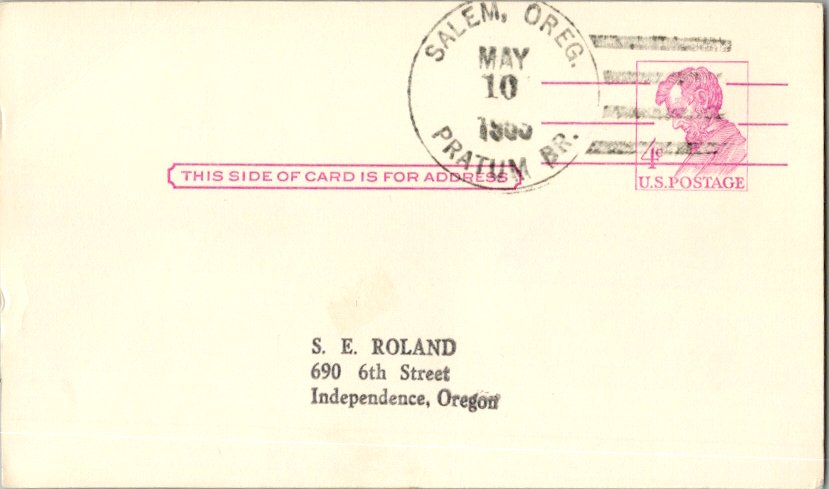 SALEM, OREG.
MAY
10
PRATUM BR.
THIS SIDE OF CARD IS FOR ADDRESS
4¢
U.S. POSTAGE
S. E. ROLAND
690 6th Street
Independence, Oregon